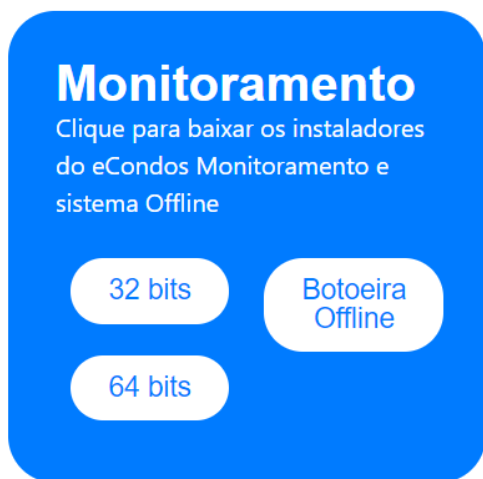 Monitoramento
Clique para baixar os instaladores
do eCondos Monitoramento e
sistema Offline
32 bits
Botoeira
Offline
64 bits